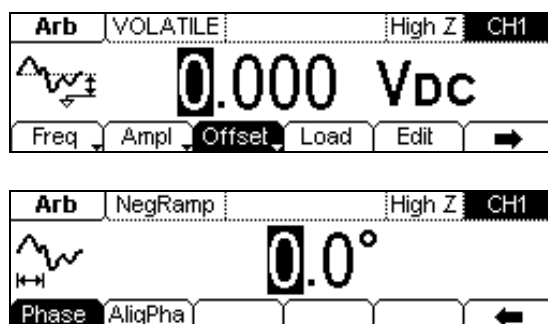 Arb VOLATILE High Z CH1
0.000 VDC
Freq Ampl Offset Load Edit
Arb NegRamp High Z CH1
0.0°
Phase AligPha